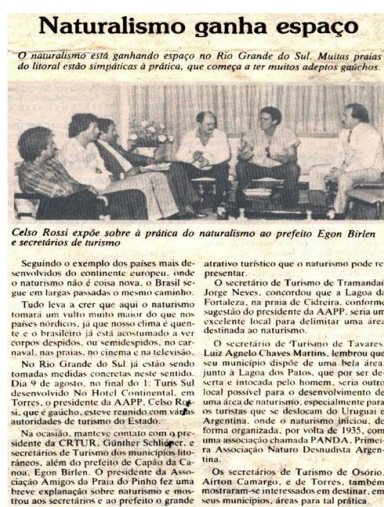 Naturalismo ganha espaço
O naturalismo está ganhando espaço no Rio Grande do Sul. Muitas praias
do litoral estão simpáticas à prática, que começa a ter muitos adeptos gaúchos.
Celso Rossi expõe sobre à prática do naturalismo ao prefeito Egon Birlen
e secretários de turismo
Seguindo o exemplo dos países mais de-
senvolvidos do continente europeu, onde
o naturismo não é coisa nova, o Brasil se-
gue em largas passadas o mesmo caminho.
Tudo leva a crer que aqui o naturismo
tomará um vulto muito maior do que nos
países nórdicos, já que nosso clima é quen-
te e o brasileiro já está acostumado a ver
corpos despidos, ou semidespidos, no car-
naval, nas praias, no cinema e na televisão.
No Rio Grande do Sul já estão sendo
tomadas medidas concretas neste sentido.
Dia 9 de agosto, no final do 1: Turis Sul
desenvolvido No Hotel Continental, em
Torres, o presidente da AAPP, Celso Ros-
si, que é gaúcho, esteve reunido com várias
autoridades de turismo do Estado.
Na ocasião, manteve contato com o pre-
sidente da CRTUR, Günther Schlieper, e
secretários de Turismo dos municípios lito-
râneos, além do prefeito de Capão da Ca-
noa, Egon Birlen. O presidente da Asso-
ciação Amigos da Praia do Pinho fez uma
breve explanação sobre naturismo e mos-
trou aos secretários e ao prefeito o grande
atrativo turístico que este pode re-
presentar.
O secretário de Turismo de Tramandaí
Jorge Neves, concordou que a Lagoa da
Fortaleza, na praia de Cidreira, conforme
sugestão do presidente da AAPP, seria um
excelente local para delimitar uma área
destinada ao naturismo.
O secretário de Turismo de Tavares,
Luiz Agnelo Chaves Martins, lembrou que
seu município dispõe de uma bela área
junto à Lagoa dos Patos, que por ser de-
serta e intocada pelo homem, seria outro
local possível para o desenvolvimento de
uma área de naturismo, especialmente para
os turistas que se deslocam do Uruguai e
Argentina, onde o naturismo, iniciou, de
forma organizada, por volta de 1935, com
uma associação chamada PANDA, Primei-
ra Associação Naturo Desnudista Argen-
tina.
Os secretários de Turismo de Osório,
Airton Camargo, e de Torres, também
mostraram-se interessados em destinar, em
seus municípios, áreas para tal prática.